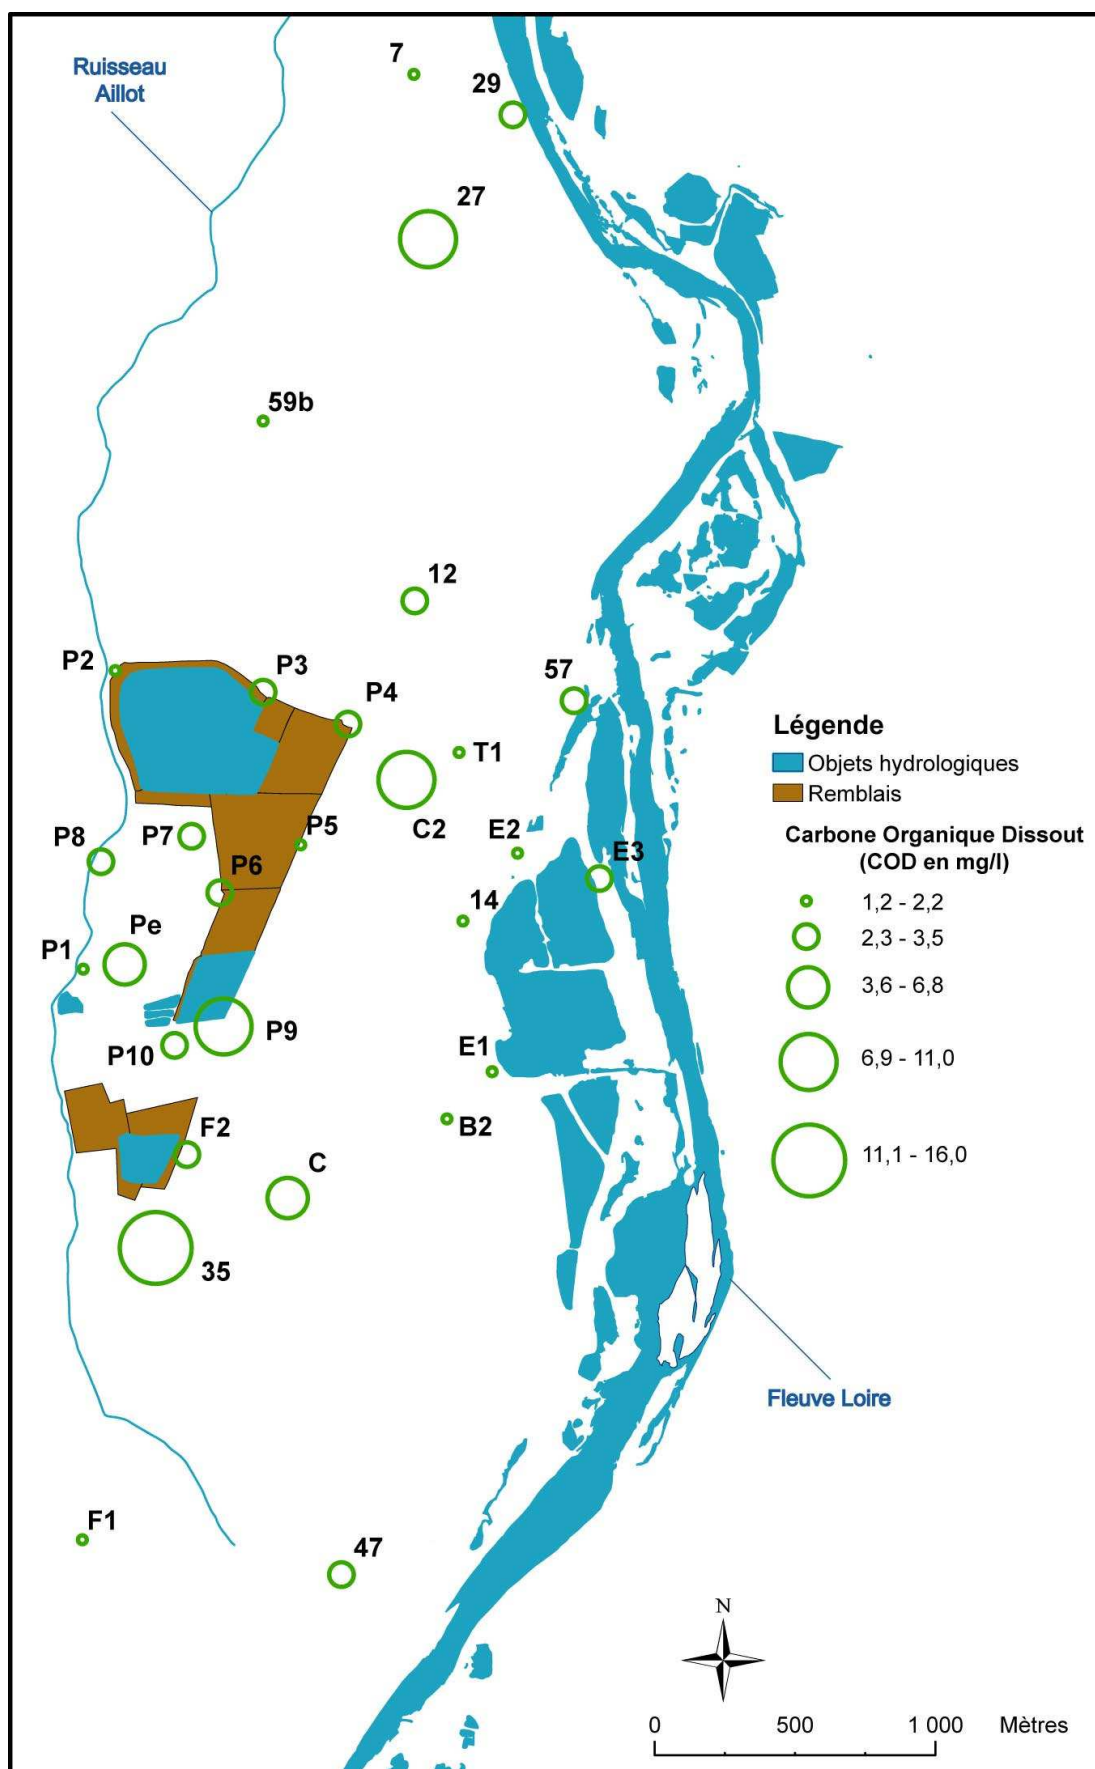 Ruisseau
Aillot
7
29
27
59b
12
P2
P3
P4
57
T1
C2
P8
P7
P5
P6
E2
E3
14
Pe
P1
P9
P10
E1
B2
F2
C
35
F1
47
Légende
Objets hydrologiques
Remblais
Carbone Organique Dissout
(COD en mg/l)
1,2 - 2,2
2,3 - 3,5
3,6 - 6,8
6,9 - 11,0
11,1 - 16,0
Fleuve Loire
N
0 500 1 000 Mètres